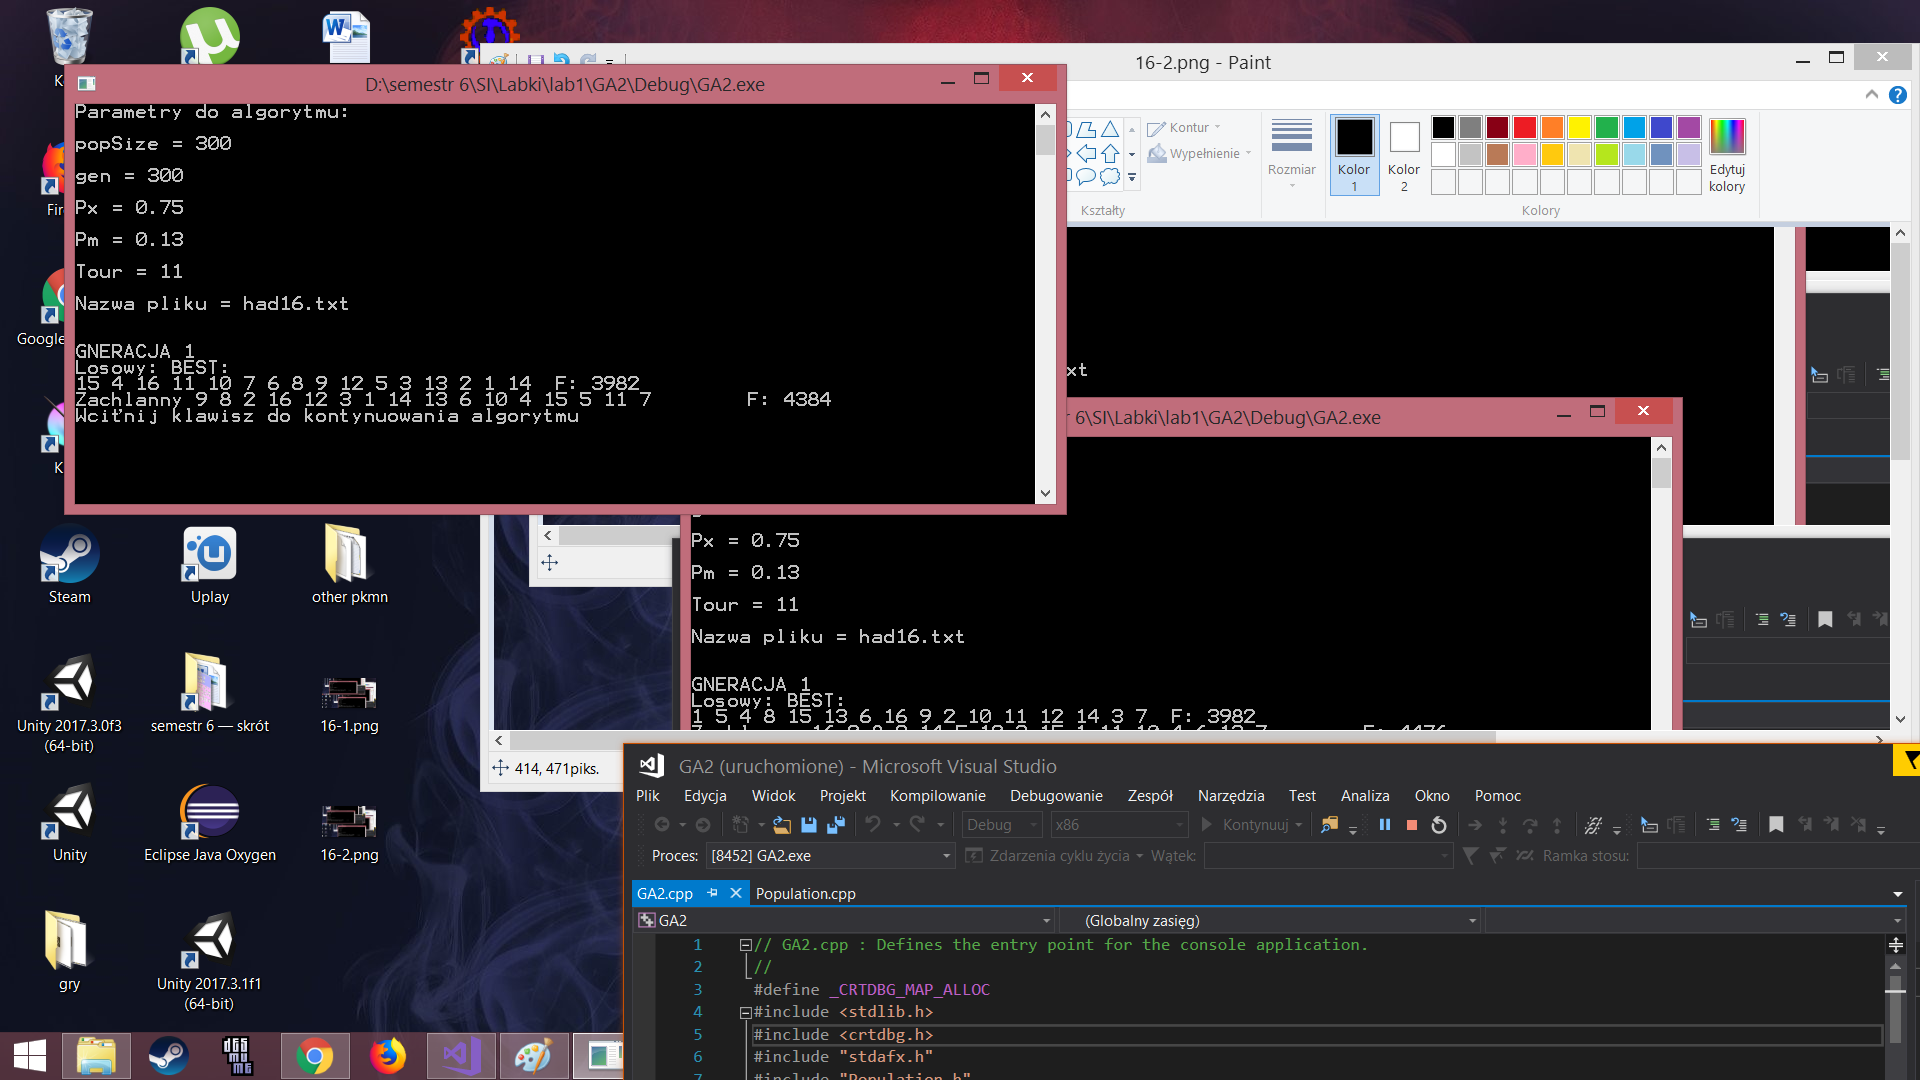 D:\semestr 6\SI\Labki\lab1\GA2\Debug\GA2.exe
Parametry do algorytmu:
popSize = 300
gen = 300
Px = 0.75
Pm = 0.13
Tour = 11
Nazwa pliku = had16.txt
GNERACJA 1
Losowy: BEST:
15 4 16 11 10 7 6 8 9 12 5 3 13 2 1 14 F: 3982
Zachlanny 9 8 2 16 12 3 1 14 13 6 10 4 15 5 11 7 F: 4384
Wciťnij klawisz do kontynuowania algorytmu
16-2.png - Paint
Kontur
Wypełnienie
Kształty
Rozmiar
Kolor 1
Kolor 2
Edytuj kolory
Kolory
xt
6\SI\Labki\lab1\GA2\Debug\GA2.exe
Px = 0.75
Pm = 0.13
Tour = 11
Nazwa pliku = had16.txt
GNERACJA 1
Losowy: BEST:
1 5 4 8 15 13 6 16 9 2 10 11 12 14 3 7 F: 3982
414, 471piks.
Google
Steam
Uplay
other pkmn
Unity 2017.3.0f3
(64-bit)
semestr 6 — skrót
16-1.png
Unity
Eclipse Java Oxygen
16-2.png
gry
Unity 2017.3.1f1
(64-bit)
GA2 (uruchomione) - Microsoft Visual Studio
Plik Edycja Widok Projekt Kompilowanie Debugowanie Zespół Narzędzia Test Analiza Okno Pomoc
Debug x86 Kontynuuj
Proces: [8452] GA2.exe Zdarzenia cyklu życia Wątek: Ramka stosu:
GA2.cpp Population.cpp
GA2 (Globalny zasięg)
1 // GA2.cpp : Defines the entry point for the console application.
2 //
3 #define _CRTDBG_MAP_ALLOC
4 #include <stdlib.h>
5 #include <crtdbg.h>
6 #include "stdafx.h"
7 #include "Population.h"